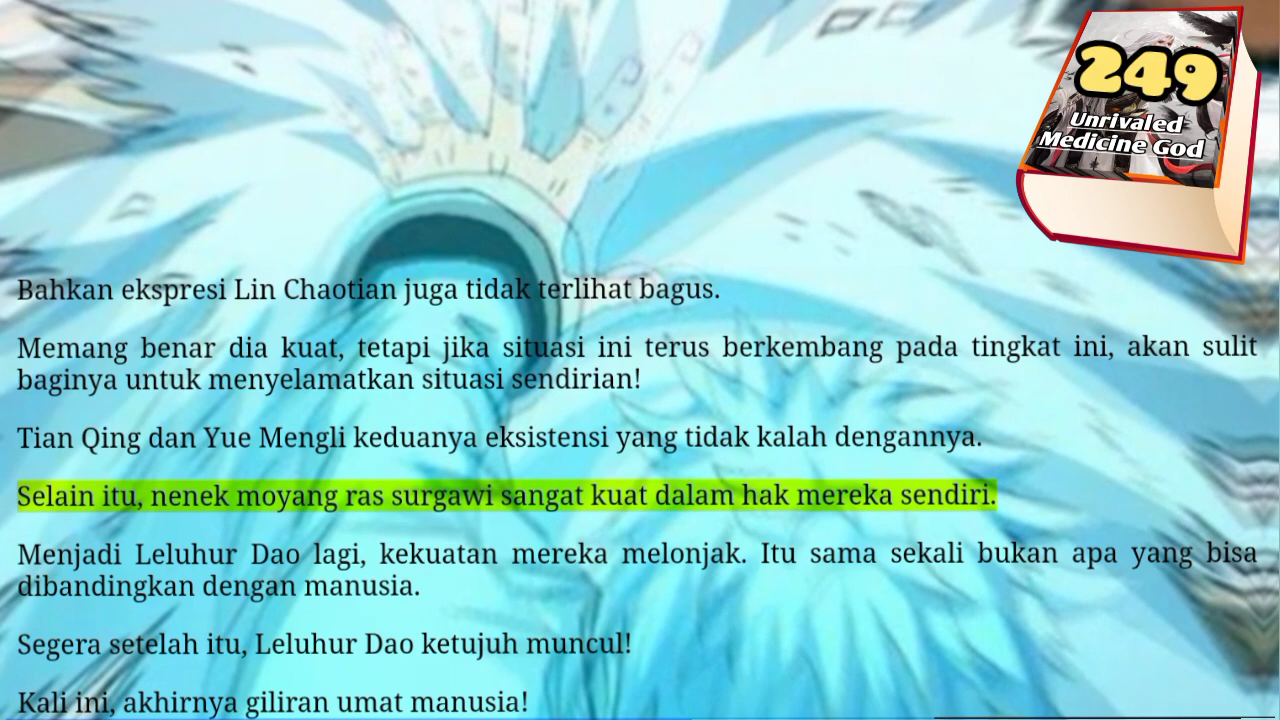 249
Unrivaled
Medicine God
Bahkan ekspresi Lin Chaotian juga tidak terlihat bagus.
Memang benar dia kuat, tetapi jika situasi ini terus berkembang pada tingkat ini, akan sulit
baginya untuk menyelamatkan situasi sendirian!
Tian Qing dan Yue Mengli keduanya eksistensi yang tidak kalah dengannya.
Selain itu, nenek moyang ras surgawi sangat kuat dalam hak mereka sendiri.
Menjadi Leluhur Dao lagi, kekuatan mereka melonjak. Itu sama sekali bukan apa yang bisa
dibandingkan dengan manusia.
Segera setelah itu, Leluhur Dao ketujuh muncul!
Kali ini, akhirnya giliran umat manusia!